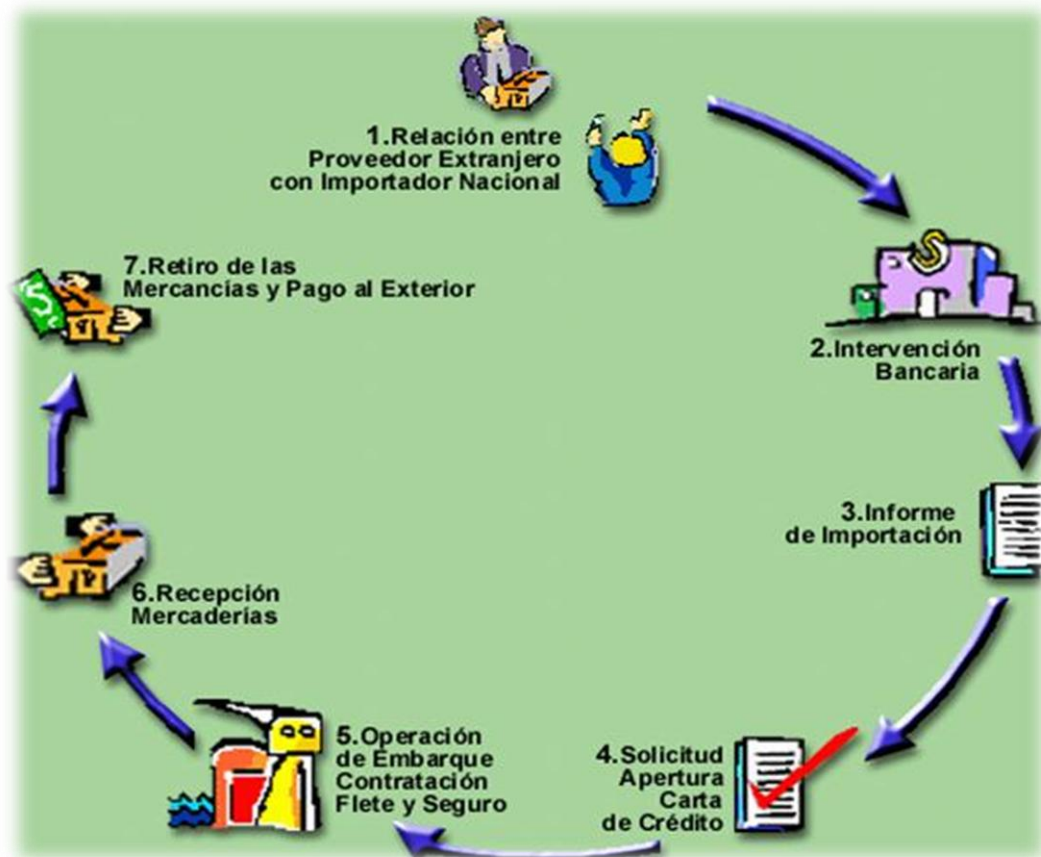 1.Relación entre
Proveedor Extranjero
con Importador Nacional
2.Intervención
Bancaria
3.Informe
de Importación
4.Solicitud
Apertura
Carta
de Crédito
5.Operación
de Embarque
Contratación
Flete y Seguro
6.Recepción
Mercaderías
7.Retiro de las
Mercancías y Pago al Exterior